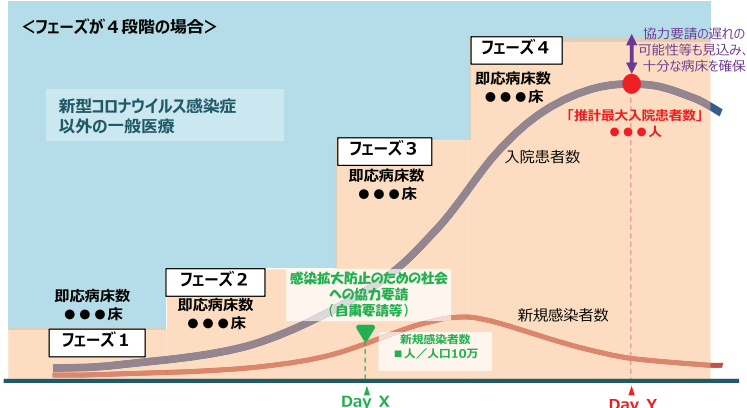 ＜フェーズが４段階の場合＞
協力要請の遅れの
可能性等も見込み、
十分な病床を確保
フェーズ４
即応病床数
●●●床
新型コロナウイルス感染症
以外の一般医療
「推計最大入院患者数」
●●●人
フェーズ３
即応病床数
●●●床
入院患者数
フェーズ２
即応病床数
●●●床
感染拡大防止のための社会
への協力要請
（自粛要請等）
即応病床数
●●●床
フェーズ１
新規感染者数
新規感染者数
■人／人口10万
Day X
Day Y